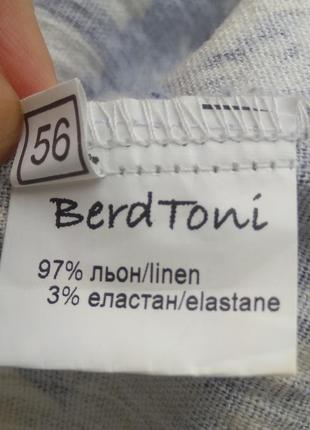 56
BerdToni
97% льон/linen
3% еластан/elastane